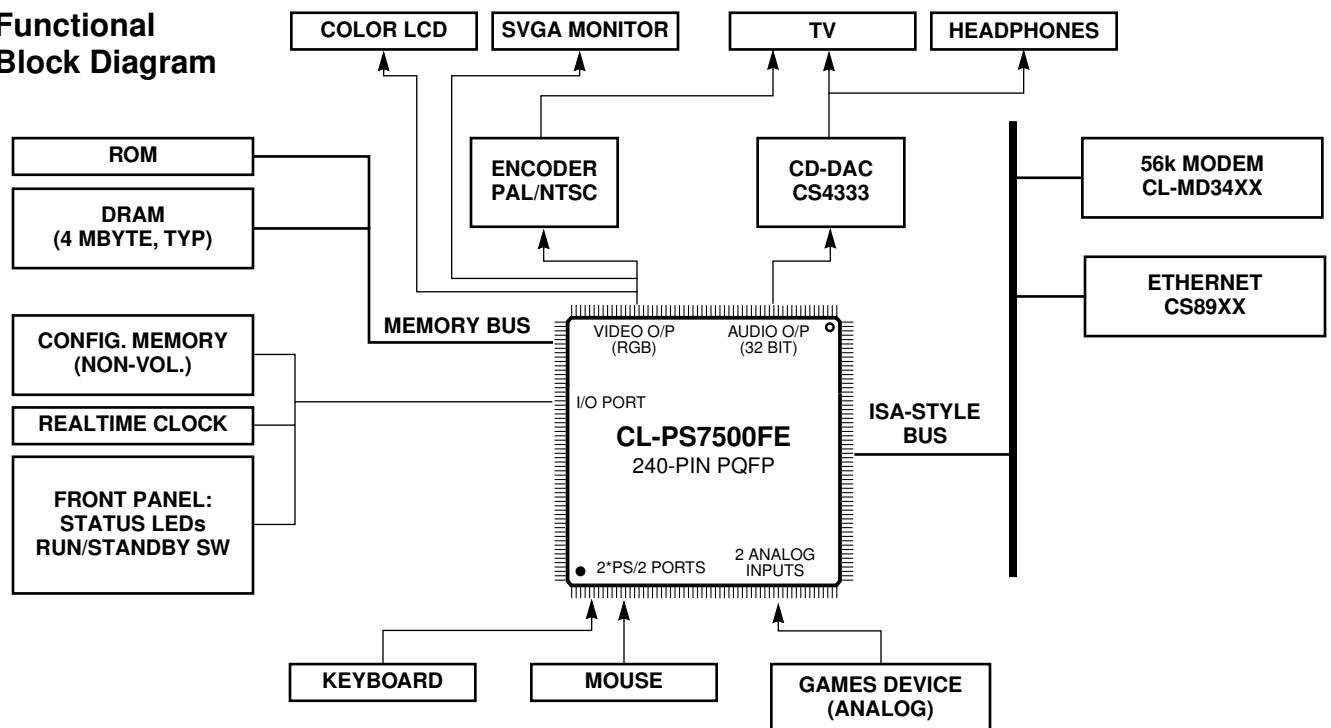 Functional
Block Diagram
COLOR LCD
SVGA MONITOR
TV
HEADPHONES
ROM
DRAM
(4 MBYTE, TYP)
ENCODER
PAL/NTSC
CD-DAC
CS4333
56k MODEM
CL-MD34XX
ETHERNET
CS89XX
CONFIG. MEMORY
(NON-VOL.)
REALTIME CLOCK
FRONT PANEL:
STATUS LEDs
RUN/STANDBY SW
MEMORY BUS
VIDEO O/P
(RGB)
AUDIO O/P
(32 BIT)
I/O PORT
CL-PS7500FE
240-PIN PQFP
ISA-STYLE
BUS
2*PS/2 PORTS
2 ANALOG
INPUTS
KEYBOARD
MOUSE
GAMES DEVICE
(ANALOG)